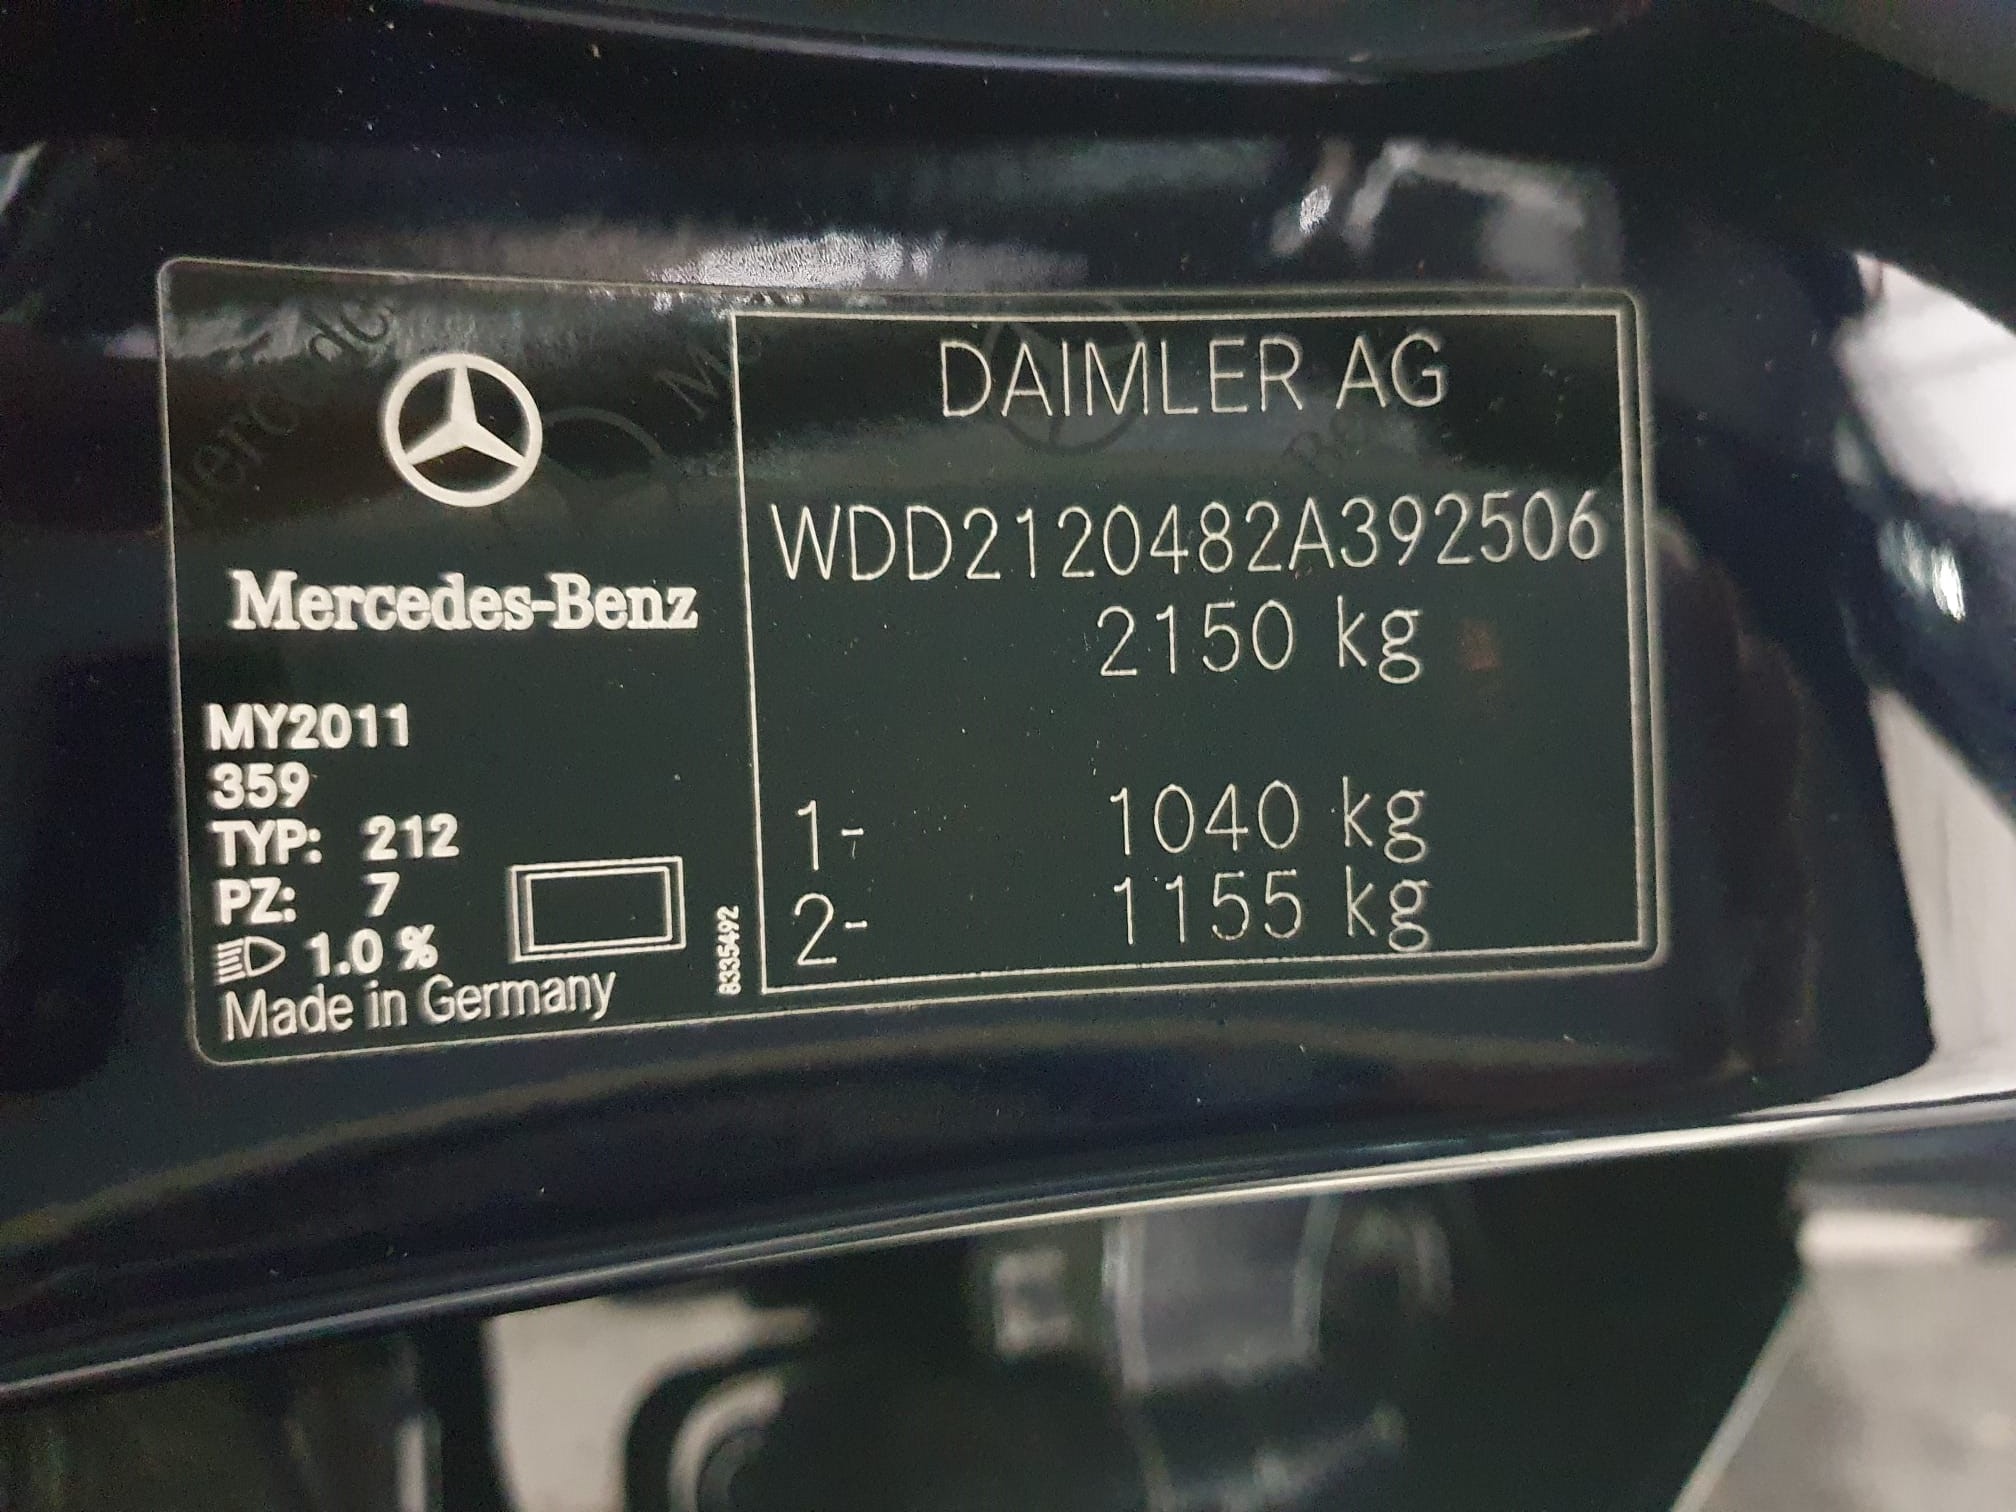 Mercedes-Benz
MY2011
359
TYP: 212
PZ: 7
1.0 %
Made in Germany
8335492
DAIMLER AG
WDD2120482A392506
2150 kg
1- 1040 kg
2- 1155 kg